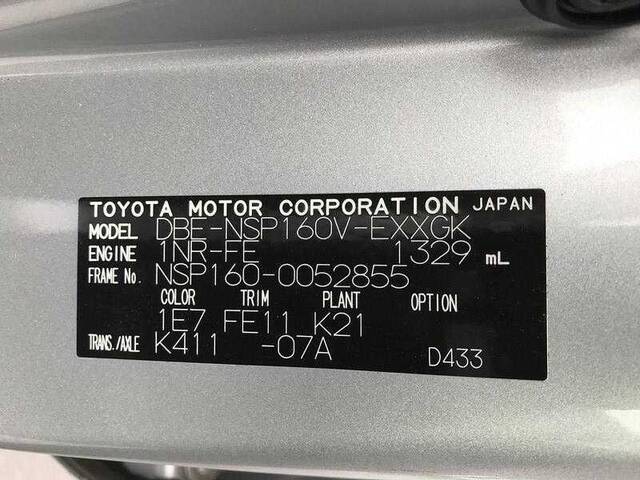 TOYOTA MOTOR CORPORATION JAPAN
MODEL DBE-NSP160V-EXXGK
ENGINE 1NR-FE 1329 mL
FRAME No. NSP160-0052855
COLOR TRIM PLANT OPTION
1E7 FE11 K21
TRANS./AXLE K411 -07A D433